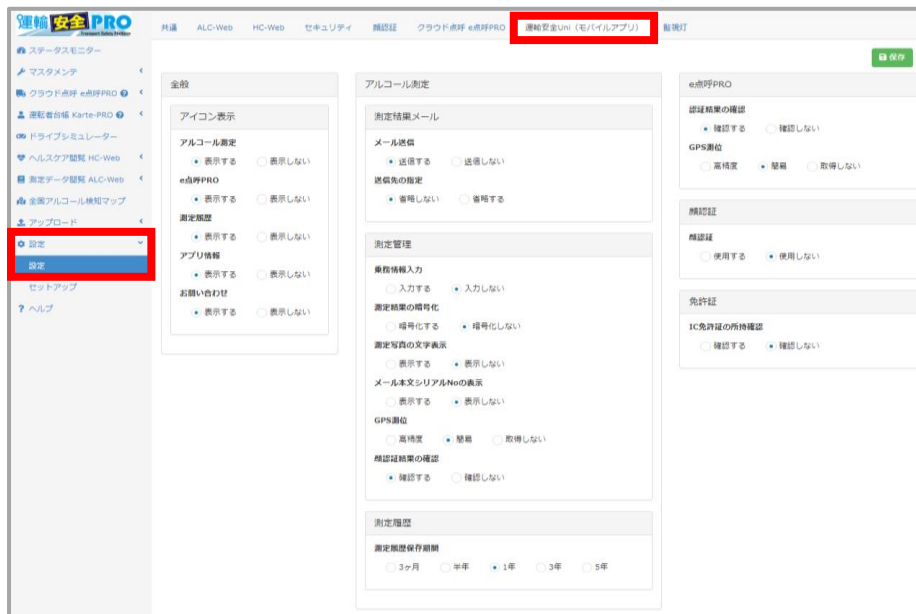 運輸安全PRO
Transport Safety Produce
共通 ALC-Web HC-Web セキュリティ 顔認証 クラウド点呼 e点呼PRO 運輸安全Uni（モバイルアプリ） 監視灯
ステータスモニター
マスタメンテ
クラウド点呼 e点呼PRO
運転者台帳 Karte-PRO
ドライブシミュレーター
ヘルスケア閲覧 HC-Web
測定データ閲覧 ALC-Web
全国アルコール検知マップ
アップロード
設定
設定
セットアップ
ヘルプ
保存
全般
アイコン表示
アルコール測定
表示する 表示しない
e点呼PRO
表示する 表示しない
測定履歴
表示する 表示しない
アプリ情報
表示する 表示しない
お問い合わせ
表示する 表示しない
アルコール測定
測定結果メール
メール送信
送信する 送信しない
送信先の指定
省略しない 省略する
測定管理
乗務情報入力
入力する 入力しない
測定結果の暗号化
暗号化する 暗号化しない
測定写真の文字表示
表示する 表示しない
メール本文シリアルNoの表示
表示する 表示しない
GPS測位
高精度 簡易 取得しない
顔認証結果の確認
確認する 確認しない
測定履歴
測定履歴保存期間
3ヶ月 半年 1年 3年 5年
e点呼PRO
認証結果の確認
確認する 確認しない
GPS測位
高精度 簡易 取得しない
顔認証
顔認証
使用する 使用しない
免許証
IC免許証の所持確認
確認する 確認しない